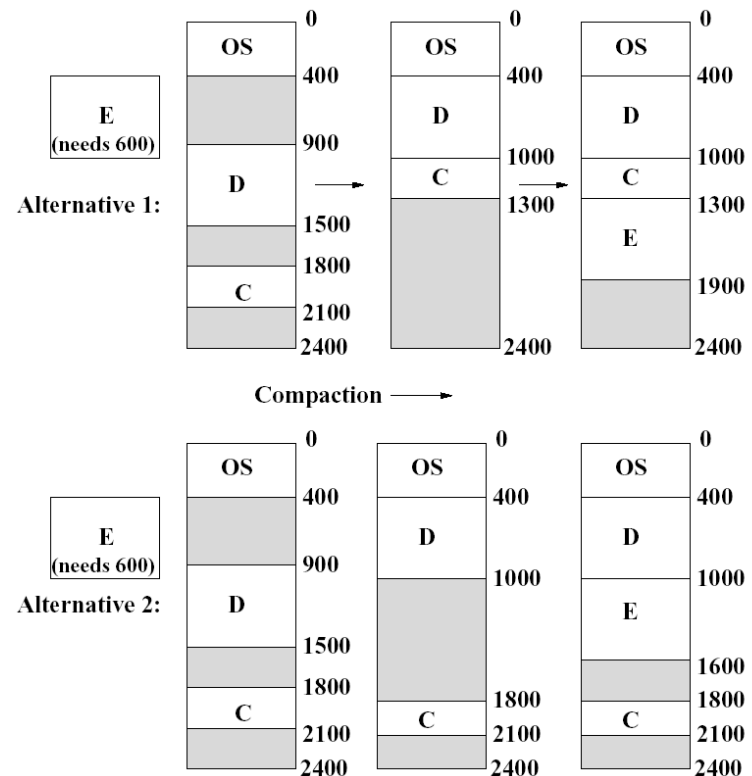 0
0
0
OS
OS
OS
400
400
400
E
(needs 600)
D
D
900
1000
1000
D
C
C
Alternative 1:
1300
1300
1500
E
1800
1900
C
2100
2400
2400
2400
Compaction
0
0
0
OS
OS
OS
400
400
400
E
(needs 600)
D
D
900
1000
1000
Alternative 2:
D
E
1500
1600
1800
1800
1800
C
C
C
2100
2100
2100
2400
2400
2400